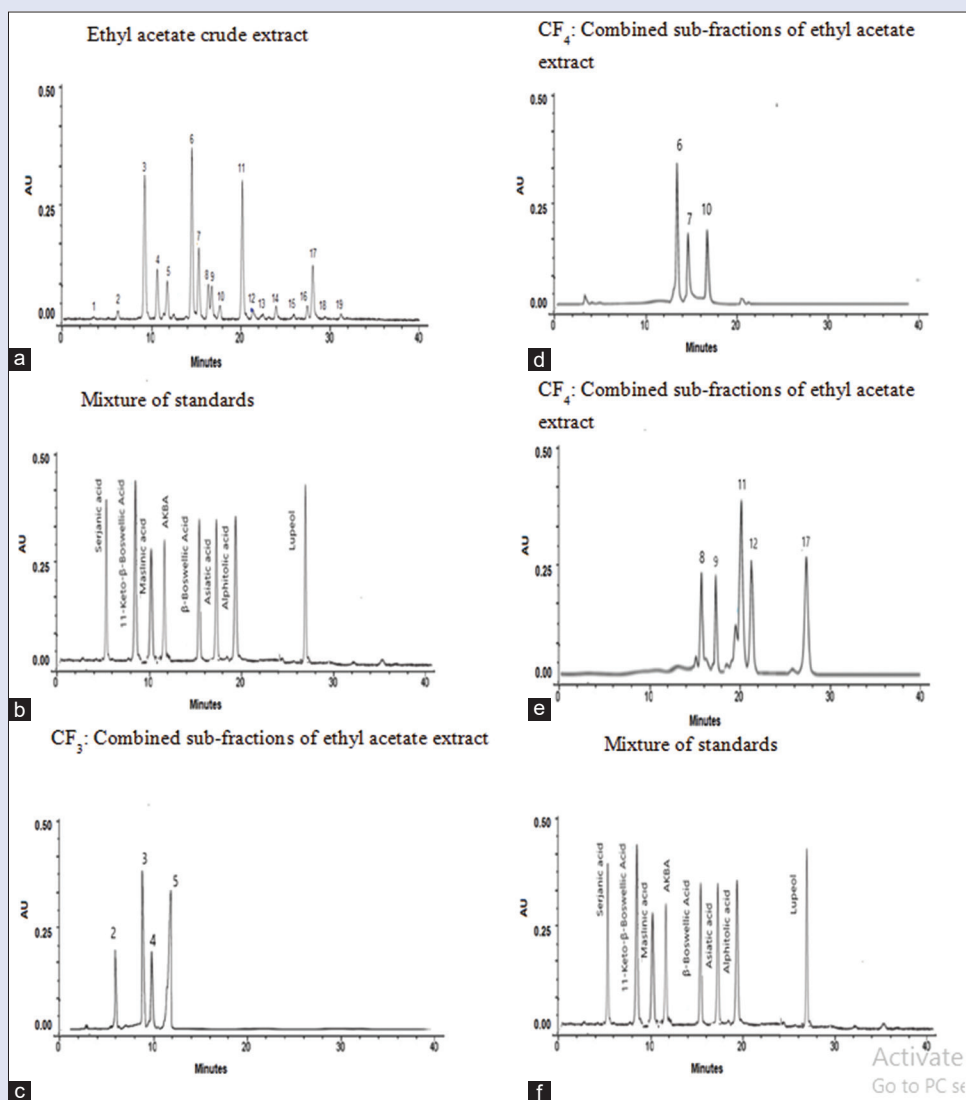 Ethyl acetate crude extract
0.50
0.25
0.00
AU
1
2
3
4
5
6
7
8
9
10
11
12
13
14
15
16
17
18
19
0
10
20
30
40
Minutes
a
Mixture of standards
0.50
0.25
0.00
AU
Serjanic acid
11-Keto-β-Boswellic Acid
Maslinic acid
AKBA
β-Boswellic Acid
Asiatic acid
Alphitolic acid
Lupeol
0
10
20
30
40
Minutes
b
CF₃: Combined sub-fractions of ethyl acetate extract
0.50
0.25
0.00
AU
2
3
4
5
0
10
20
30
40
Minutes
c
CF₄: Combined sub-fractions of ethyl acetate
extract
0.50
0.25
0.00
AU
6
7
10
0
10
20
30
40
Minutes
d
CF₄: Combined sub-fractions of ethyl acetate
extract
0.50
0.25
0.00
AU
8
9
11
12
17
0
10
20
30
40
Minutes
e
Mixture of standards
0.50
0.25
0.00
AU
Serjanic acid
11-Keto-β-Boswellic Acid
Maslinic acid
AKBA
β-Boswellic Acid
Asiatic acid
Alphitolic acid
Lupeol
0
10
20
30
40
Minutes
f
Activate
Go to PC se